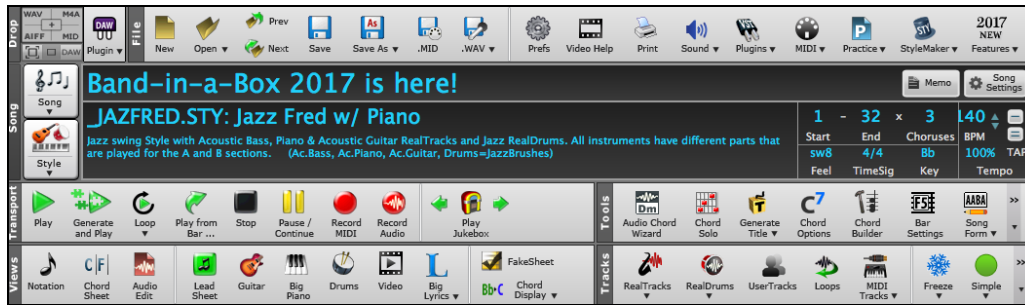 Drop
WAV M4A
AIFF MID
DAW
DAW
Plugin
File
New
Open
Prev
Next
Save
As
Save As
.MID
.WAV
Prefs
Video Help
Print
Sound
Plugins
MIDI
P
Practice
STY
StyleMaker
2017
NEW
Features
Song
Song
Style
Band-in-a-Box 2017 is here!
Memo
Song
Settings
_JAZFRED.STY: Jazz Fred w/ Piano
Jazz swing Style with Acoustic Bass, Piano & Acoustic Guitar RealTracks and Jazz RealDrums. All instruments have different parts that
are played for the A and B sections. (Ac.Bass, Ac.Piano, Ac.Guitar, Drums=JazzBrushes)
1 - 32 x 3 140
Start End Choruses BPM
sw8 4/4 Bb 100% TAP
Feel TimeSig Key Tempo
Transport
Play
Generate
and Play
Loop
Play from
Bar ...
Stop
Pause /
Continue
Record
MIDI
Record
Audio
Play
Jukebox
Tools
Dm
Audio Chord
Wizard
Chord
Solo
Generate
Title
C7
Chord
Options
Chord
Builder
Bar
Settings
AABA
Song
Form
»
Views
Notation
C|F|
Chord
Sheet
Audio
Edit
Lead
Sheet
Guitar
Big
Piano
Drums
Video
L
Big
Lyrics
FakeSheet
Bb•C
Chord
Display
Tracks
RealTracks
RealDrums
UserTracks
Loops
MIDI
Tracks
Freeze
Simple
»